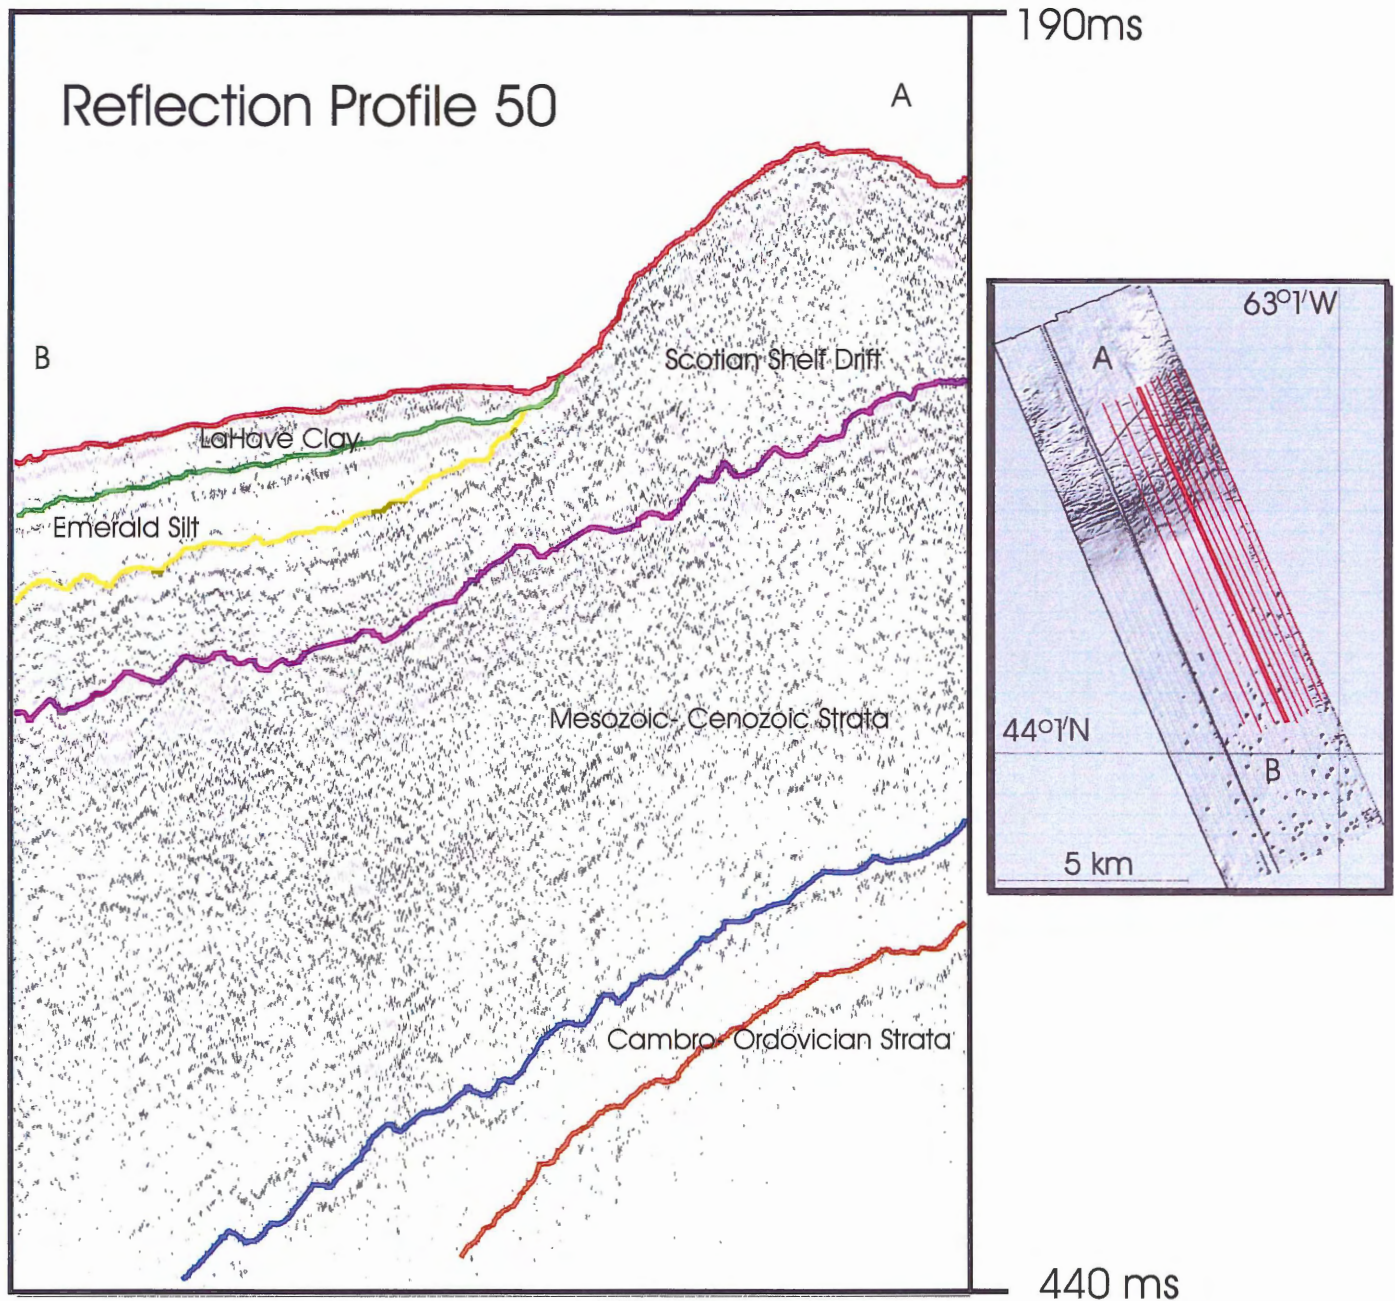 190ms
Reflection Profile 50
A
B
Scotian Shelf Drift
LaHave Clay
Emerald Silt
Mesozoic- Cenozoic Strata
Cambro- Ordovician Strata
440 ms
63°1'W
A
44°1'N
B
5 km